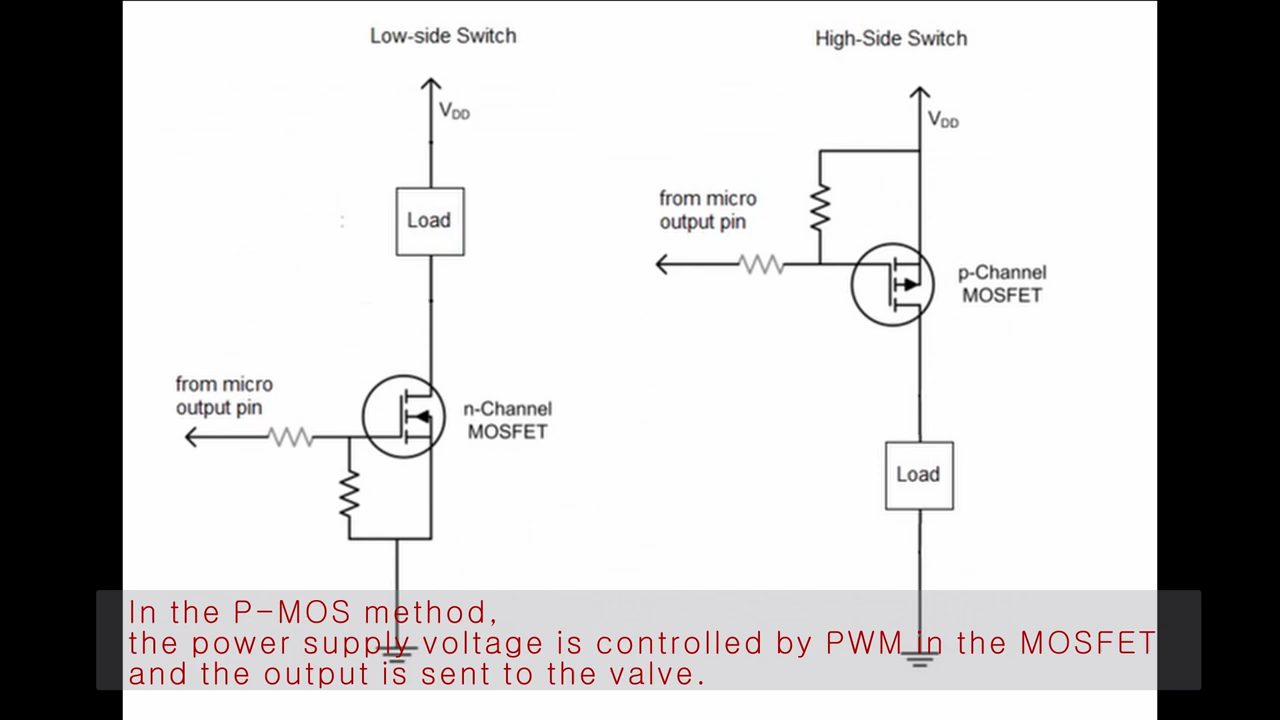 Low-side Switch
VDD
Load
from micro
output pin
n-Channel
MOSFET
High-Side Switch
VDD
from micro
output pin
p-Channel
MOSFET
Load
In the P-MOS method,
the power supply voltage is controlled by PWM in the MOSFET
and the output is sent to the valve.